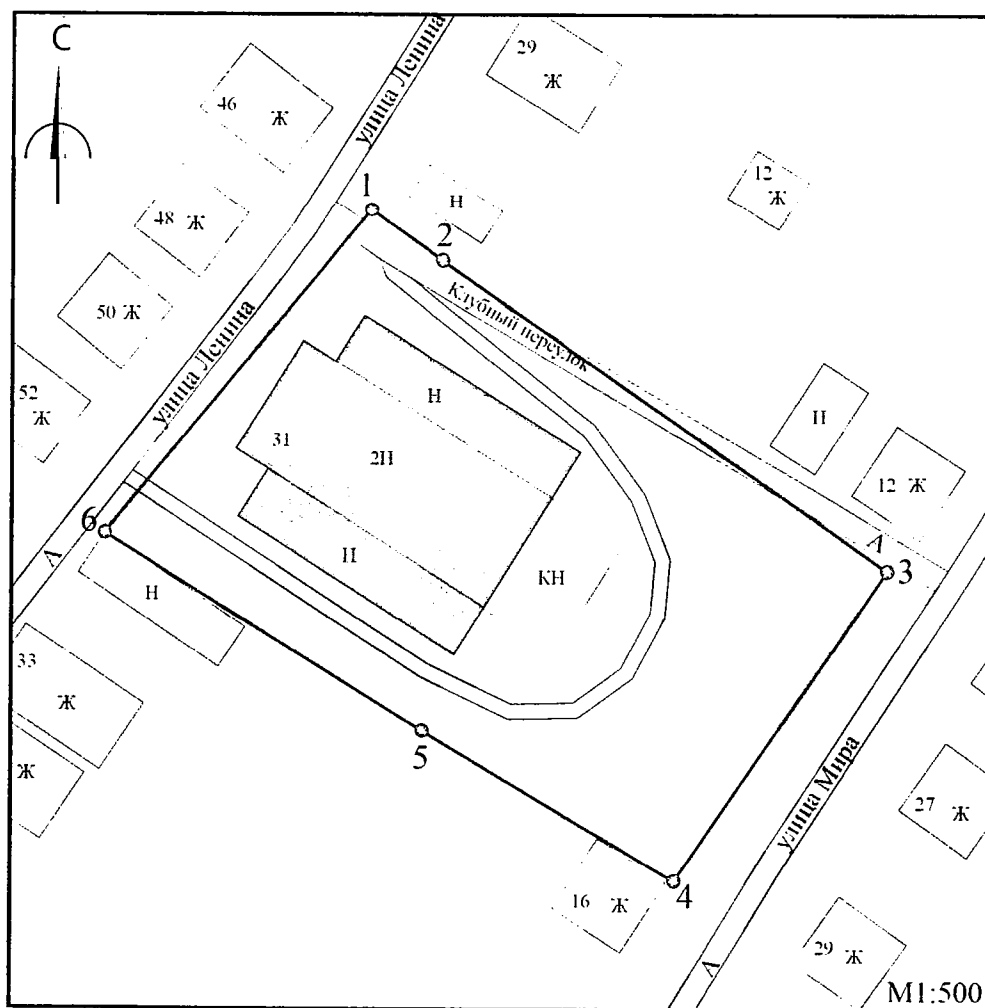 С
улица Ленина
29
Ж
46
Ж
12
Ж
1
Н
48 Ж
2
50 Ж
Клубный переулок
улица Ленина
52
Ж
Н
Н
31
2Н
12 Ж
6
А
А
3
Н
Н
КН
33
Ж
5
Ж
улица Мира
27
Ж
4
16
Ж
29
Ж
А
М1:500